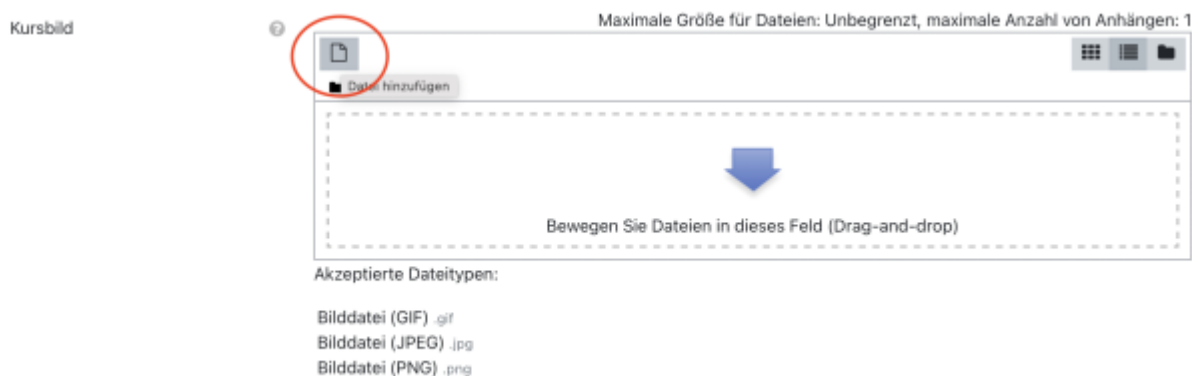 Maximale Größe für Dateien: Unbegrenzt, maximale Anzahl von Anhängen: 1
Kursbild
Datei hinzufügen
Bewegen Sie Dateien in dieses Feld (Drag-and-drop)
Akzeptierte Dateitypen:
Bilddatei (GIF) .gif
Bilddatei (JPEG) .jpg
Bilddatei (PNG) .png